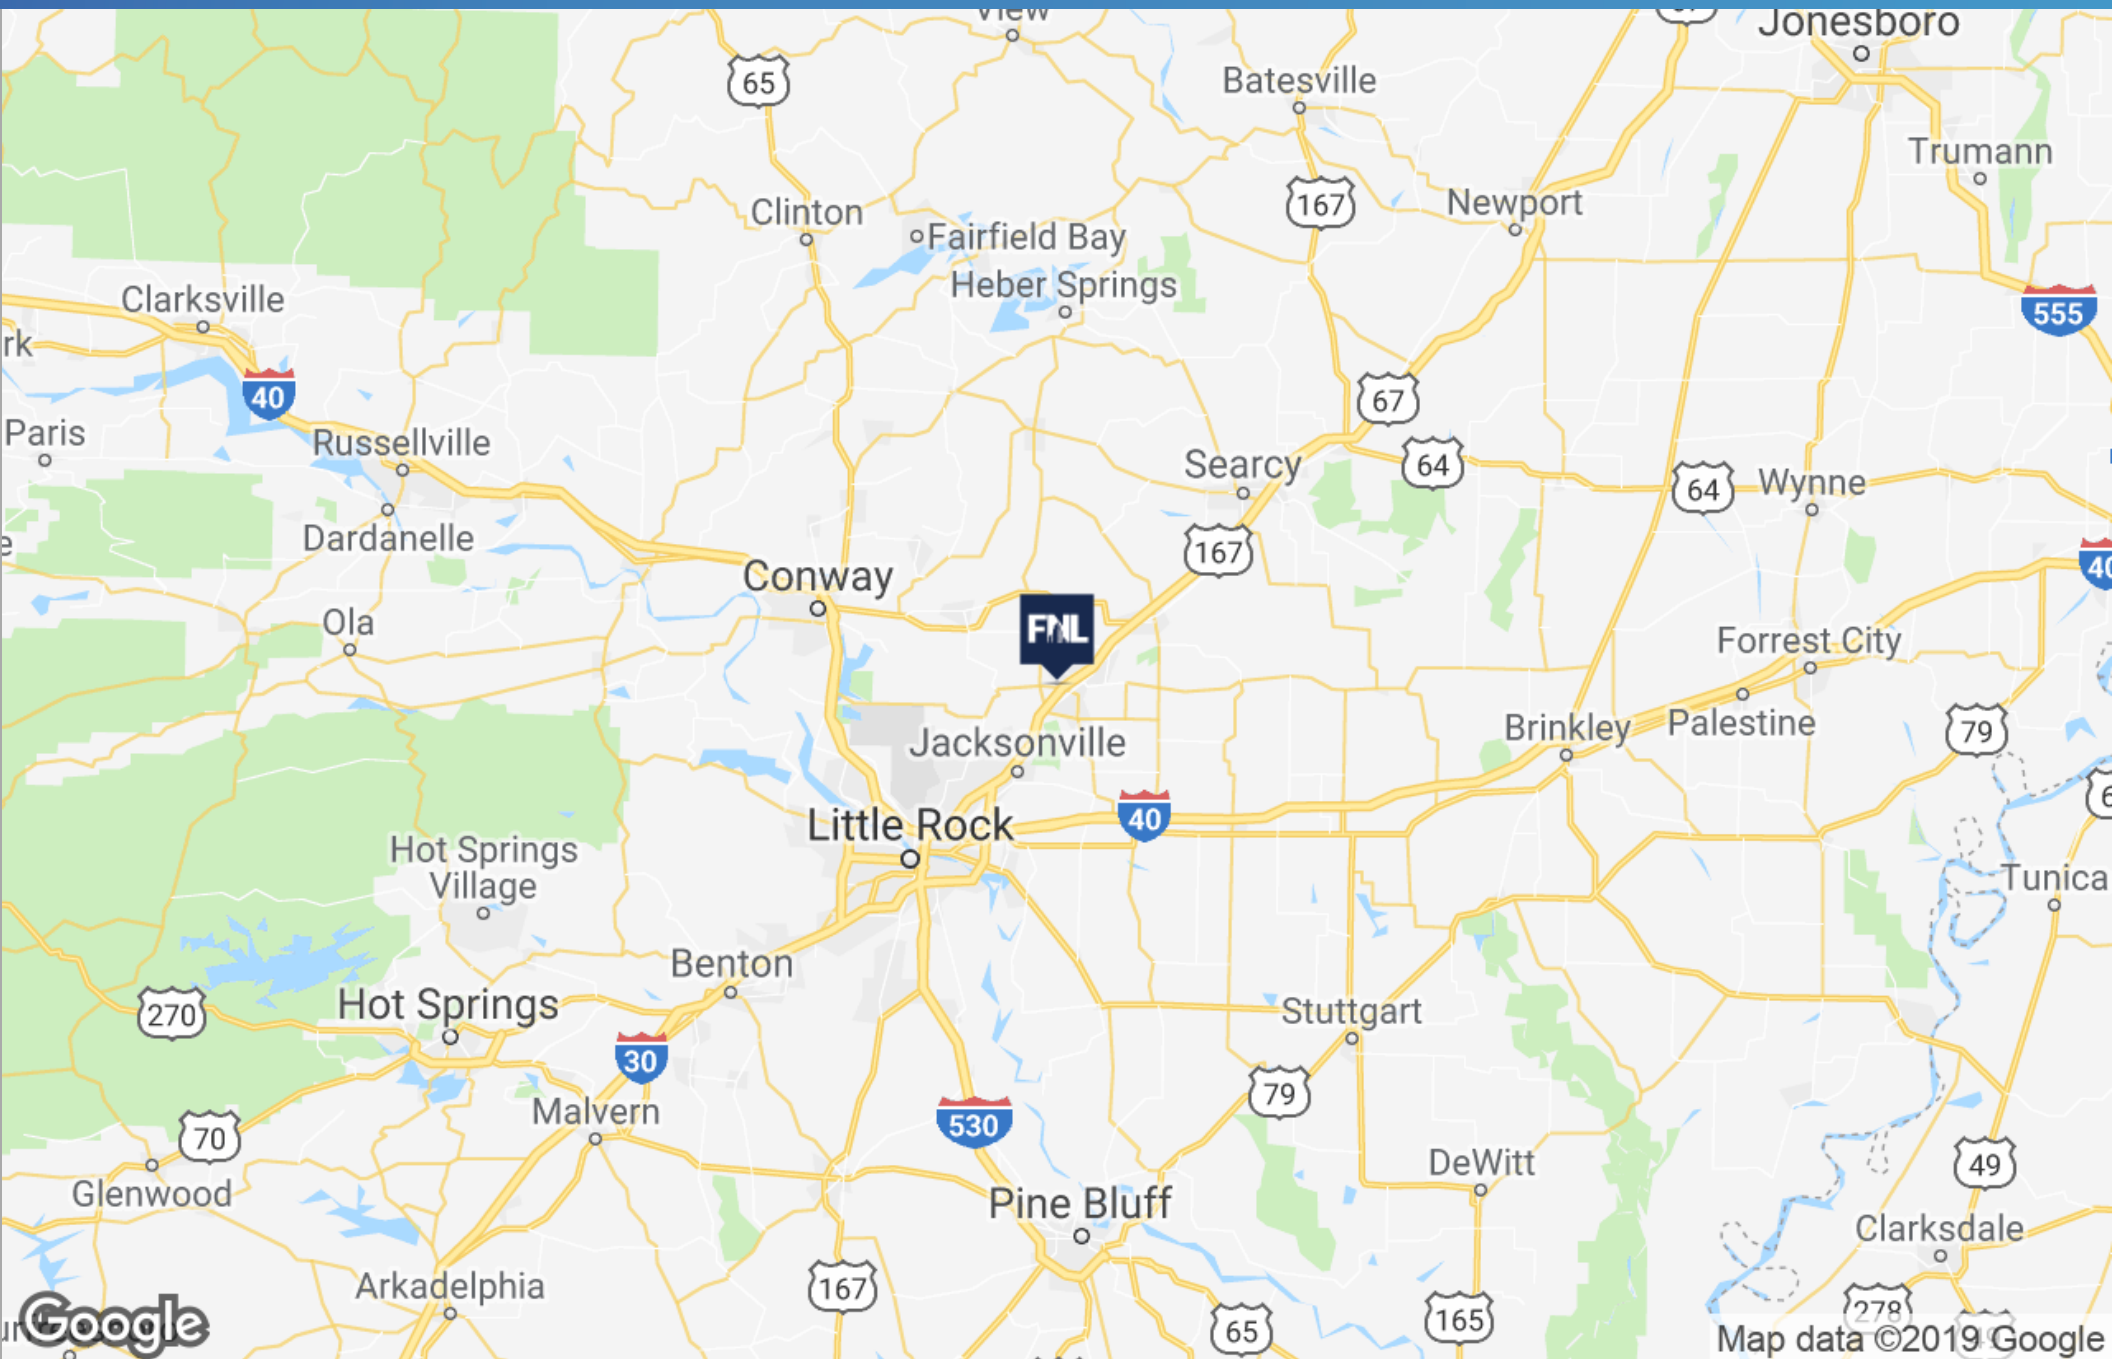 View
Jonesboro
65
Batesville
Trumann
167
Newport
Clinton
Fairfield Bay
Heber Springs
Clarksville
555
rk
40
67
Paris
Russellville
Searcy
64
64
Wynne
Dardanelle
167
40
Conway
Ola
FNL
Forrest City
Brinkley
Palestine
79
Jacksonville
40
Little Rock
Hot Springs
Village
Tunica
Benton
270
Hot Springs
Stuttgart
30
79
Malvern
530
70
DeWitt
49
Glenwood
Pine Bluff
Clarksdale
Arkadelphia
167
278
165
65
49
Google
Map data ©2019 Google